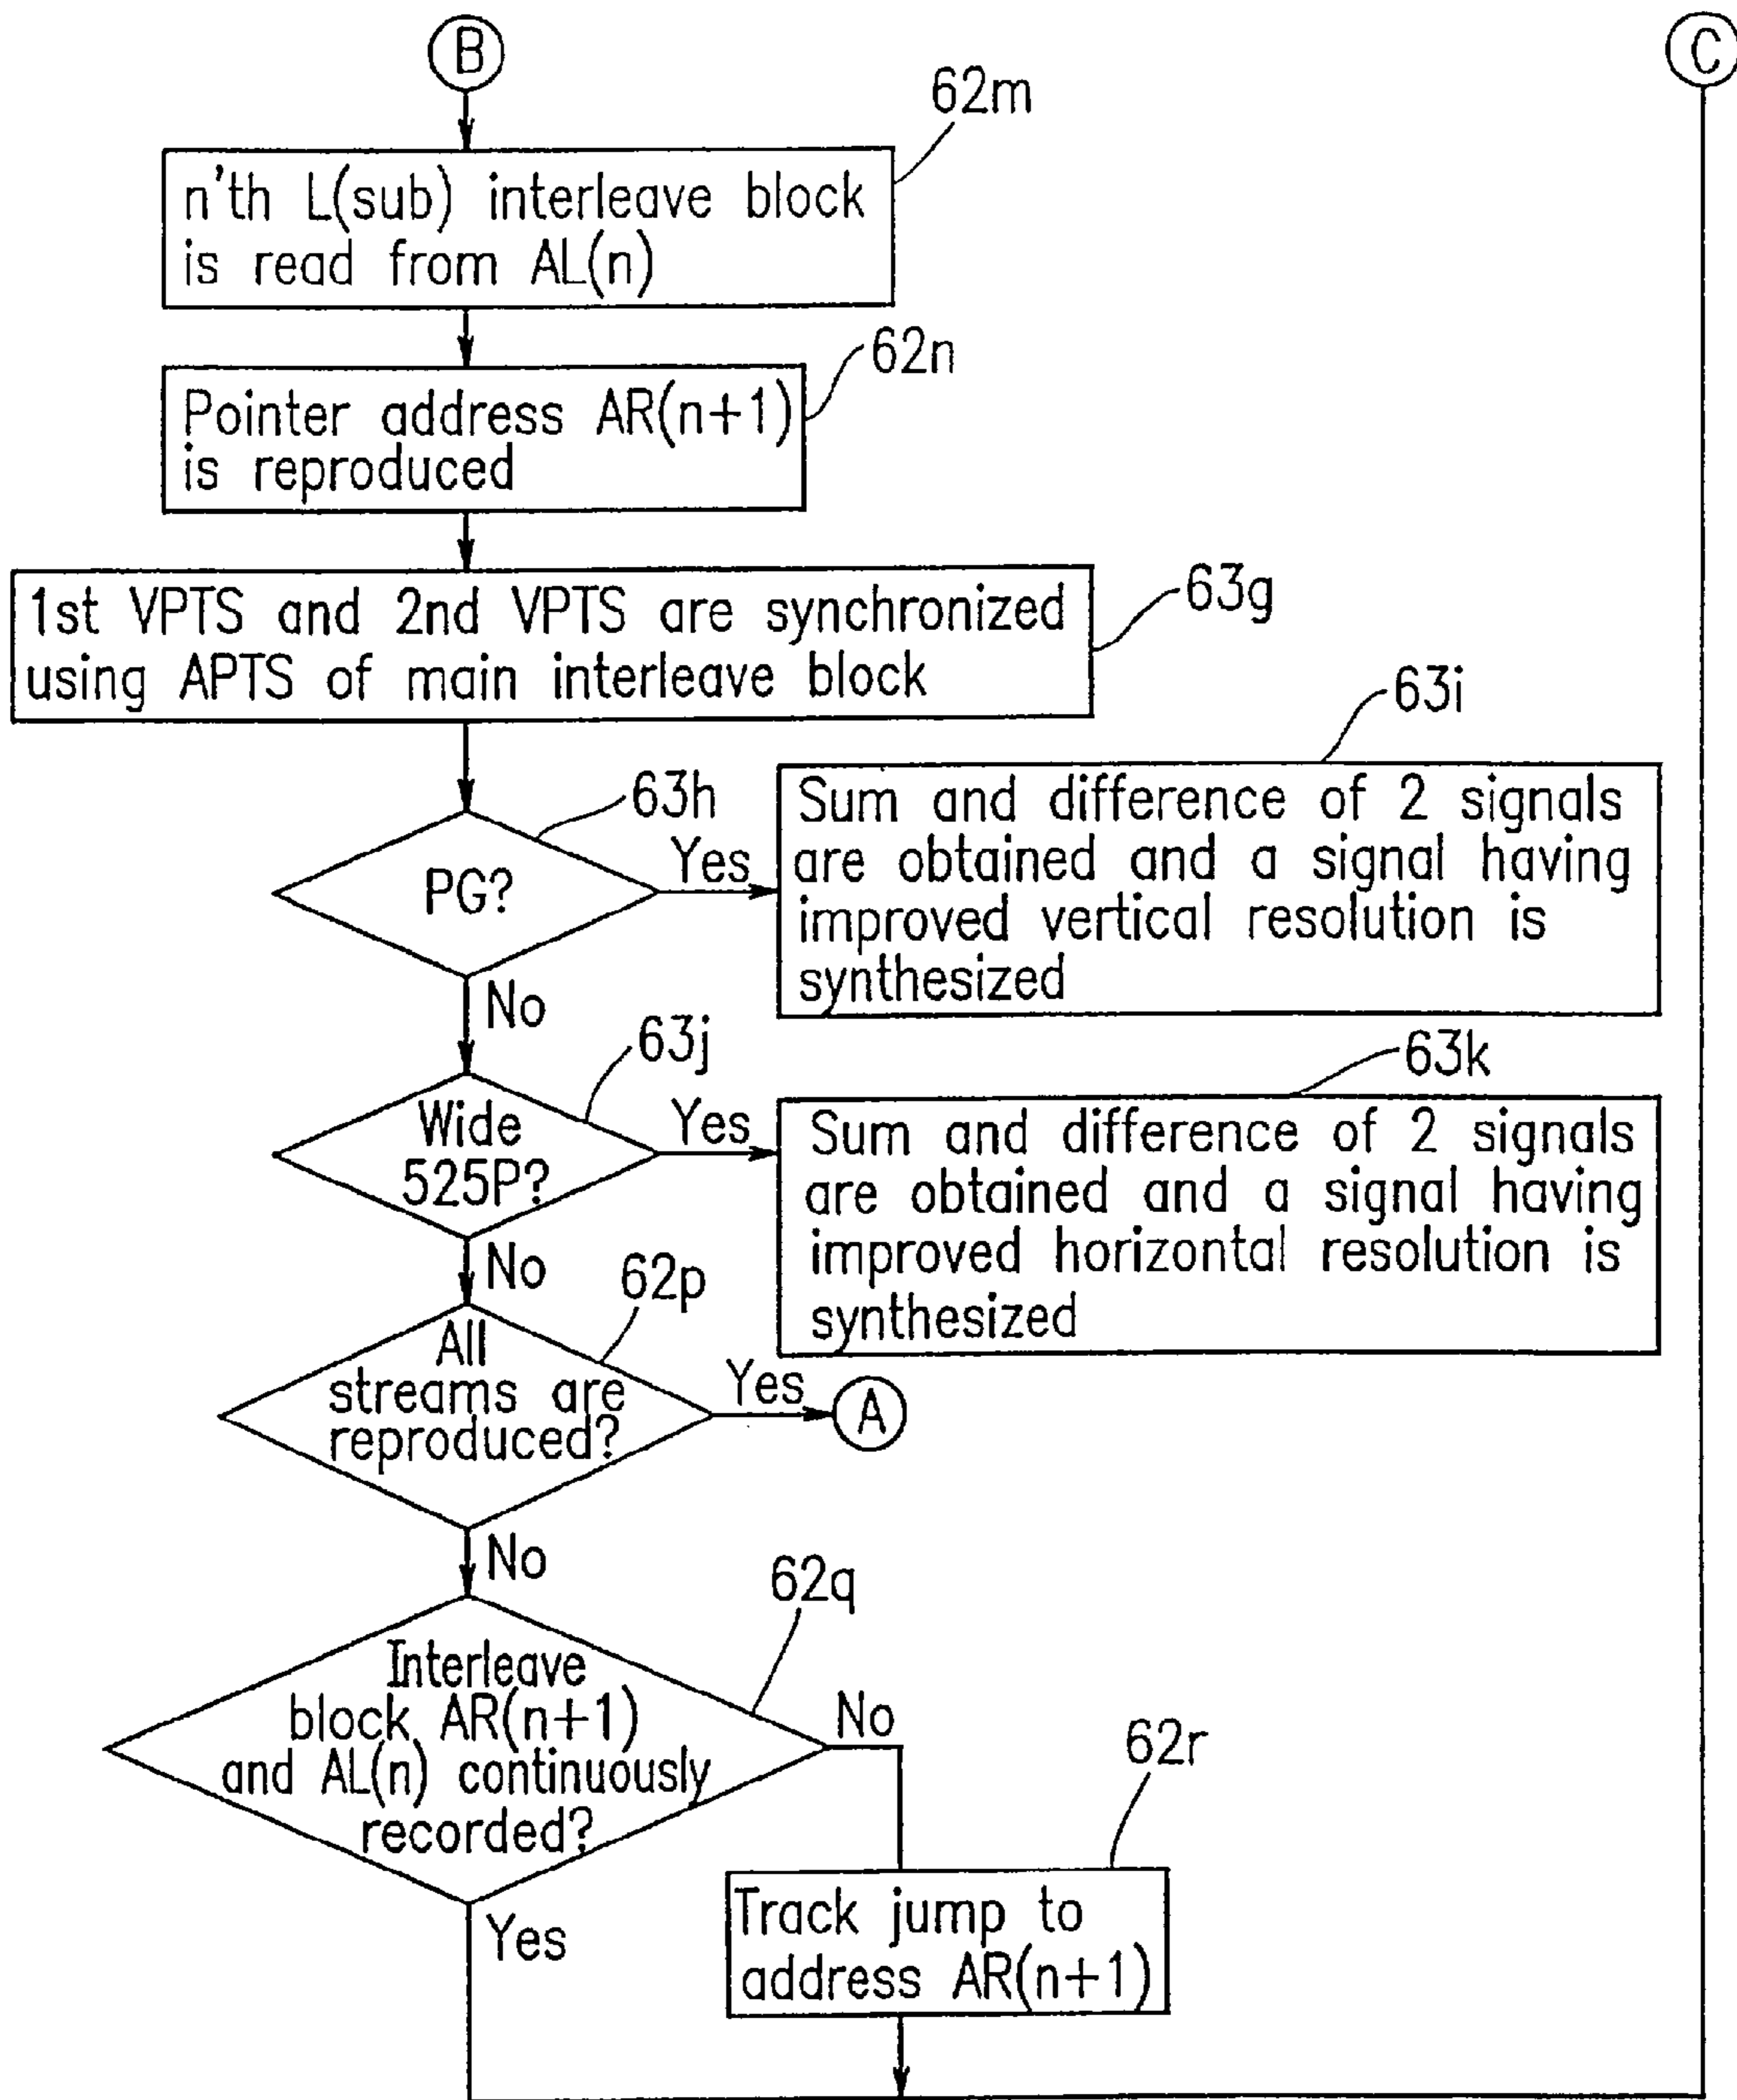 B
C
62m
n'th L(sub) interleave block
is read from AL(n)
62n
Pointer address AR(n+1)
is reproduced
63g
1st VPTS and 2nd VPTS are synchronized
using APTS of main interleave block
63i
63h
PG?
Yes
Sum and difference of 2 signals
are obtained and a signal having
improved vertical resolution is
synthesized
No
63j
63k
Wide
525P?
Yes
Sum and difference of 2 signals
are obtained and a signal having
improved horizontal resolution is
synthesized
No
62p
All
streams are
reproduced?
Yes
A
No
62q
Interleave
block AR(n+1)
and AL(n) continuously
recorded?
No
62r
Track jump to
address AR(n+1)
Yes